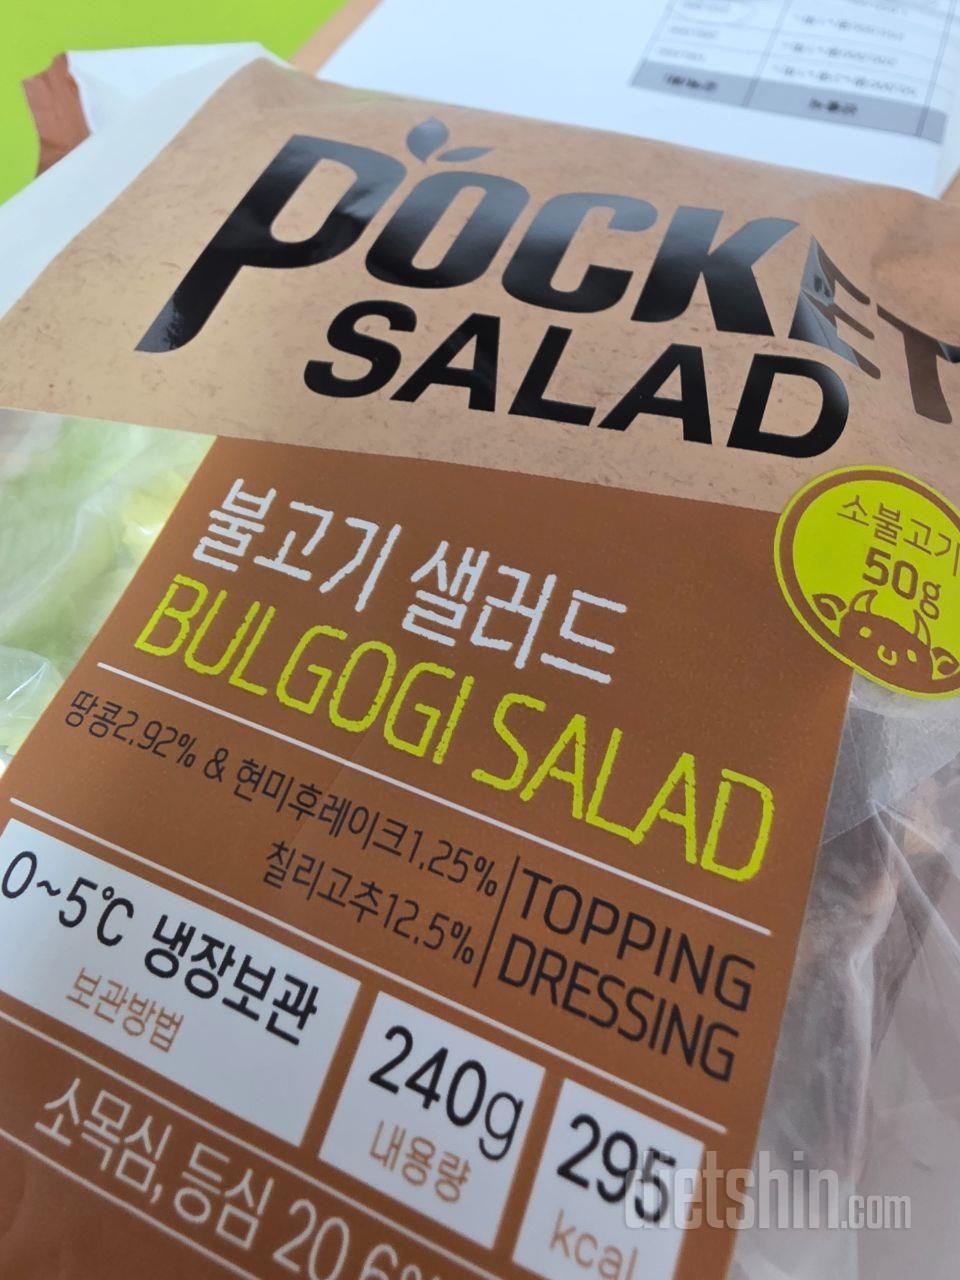 POCKET
SALAD
소불고기
50g
불고기 샐러드
BULGOGI SALAD
땅콩2.92% & 현미후레이크1.25% TOPPING
칠리고추12.5% DRESSING
0~5℃ 냉장보관
보관방법
240g
내용량
295
kcal
소목심, 등심 20.6%
dietshin.com